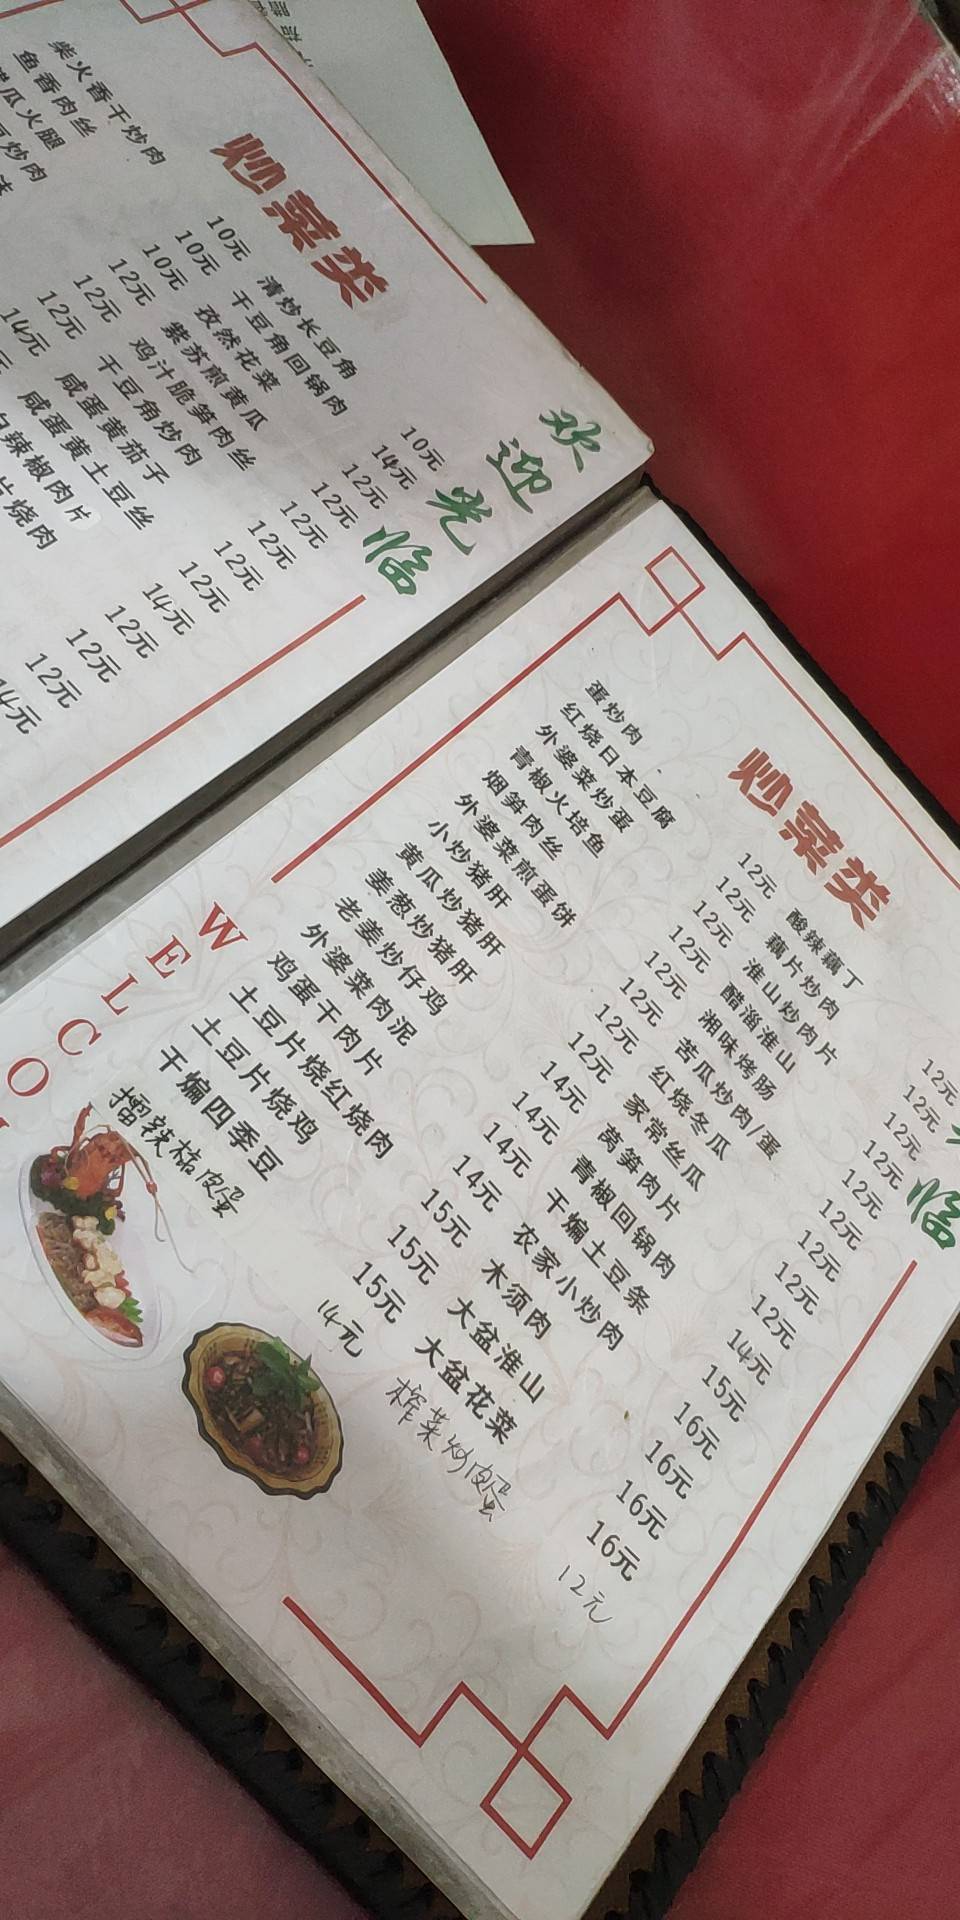 炒菜类
柴火香干炒肉 10元
鱼香肉丝 10元
10元
12元
12元
12元
14元
清炒长豆角 10元
干豆角回锅肉 14元
孜然花菜 12元
紫苏煎黄瓜 12元
鸡汁脆笋肉丝 12元
干豆角炒肉 12元
咸蛋黄茄子 12元
咸蛋黄土豆丝 12元
辣椒肉片 14元
片烧肉 12元
12元
12元
14元
欢迎光临
炒菜类
蛋炒肉 12元
红烧日本豆腐 12元
外婆菜炒蛋 12元
青椒火焙鱼 12元
烟笋肉丝 12元
外婆菜煎蛋饼 12元
小炒猪肝 12元
黄瓜炒猪肝 12元
姜葱炒猪肝 14元
老姜炒仔鸡 14元
外婆菜肉泥 14元
鸡蛋干肉片 14元
土豆片烧红烧肉 15元
土豆片烧鸡 15元
干煸四季豆 15元
擂辣椒皮蛋 14元
酸辣藕丁 12元
藕片炒肉 12元
淮山炒肉片 12元
醋溜淮山 12元
湘味烤肠 12元
苦瓜炒肉/蛋 12元
红烧冬瓜 12元
家常丝瓜 12元
莴笋肉片 12元
青椒回锅肉 14元
干煸土豆条 15元
农家小炒肉 16元
木须肉 16元
大盆淮山 16元
大盆花菜 16元
榨菜炒皮蛋 12元
临
WELCO